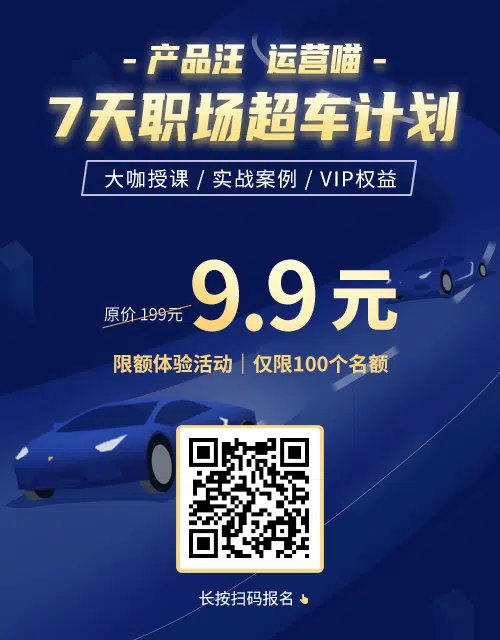 - 产品汪 运营喵 -
7天职场超车计划
大咖授课 / 实战案例 / VIP权益
原价 199元 9.9元
限额体验活动｜仅限100个名额
长按扫码报名